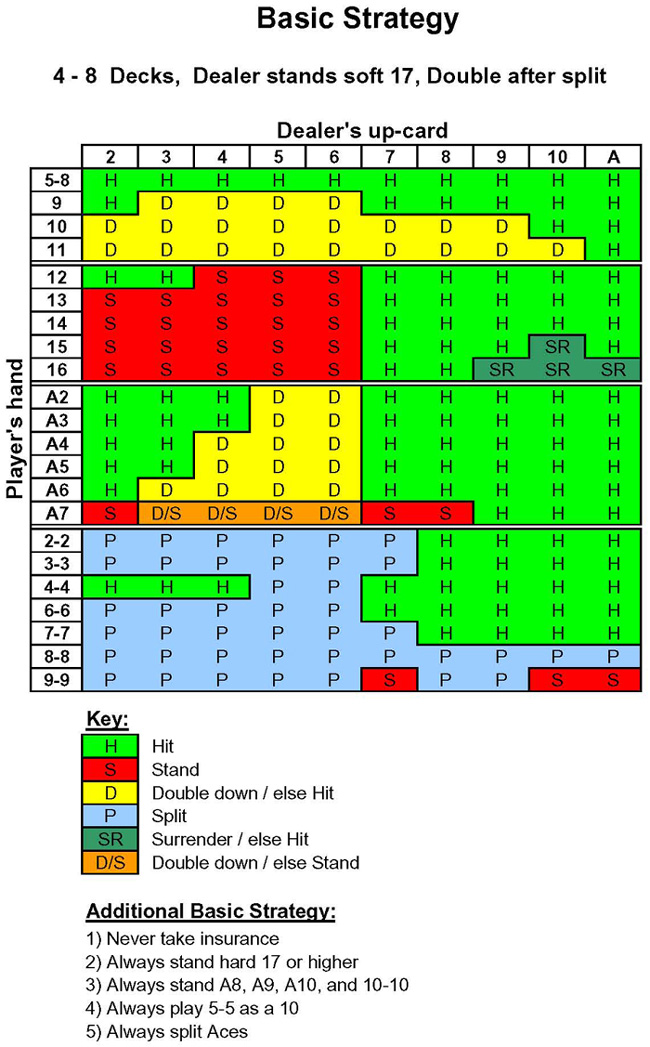 Basic Strategy
4 - 8 Decks, Dealer stands soft 17, Double after split
Dealer's up-card
2 3 4 5 6 7 8 9 10 A
Player's hand
5-8 H H H H H H H H H H
9 H D D D D H H H H H
10 D D D D D D D D H H
11 D D D D D D D D D H
12 H H S S S H H H H H
13 S S S S S H H H H H
14 S S S S S H H H H H
15 S S S S S H H H SR H
16 S S S S S H H SR SR SR
A2 H H H D D H H H H H
A3 H H H D D H H H H H
A4 H H D D D H H H H H
A5 H H D D D H H H H H
A6 H D D D D H H H H H
A7 S D/S D/S D/S D/S S S H H H
2-2 P P P P P P H H H H
3-3 P P P P P P H H H H
4-4 H H H P P H H H H H
6-6 P P P P P H H H H H
7-7 P P P P P P H H H H
8-8 P P P P P P P P P P
9-9 P P P P P S P P S S
Key:
H Hit
S Stand
D Double down / else Hit
P Split
SR Surrender / else Hit
D/S Double down / else Stand
Additional Basic Strategy:
1) Never take insurance
2) Always stand hard 17 or higher
3) Always stand A8, A9, A10, and 10-10
4) Always play 5-5 as a 10
5) Always split Aces